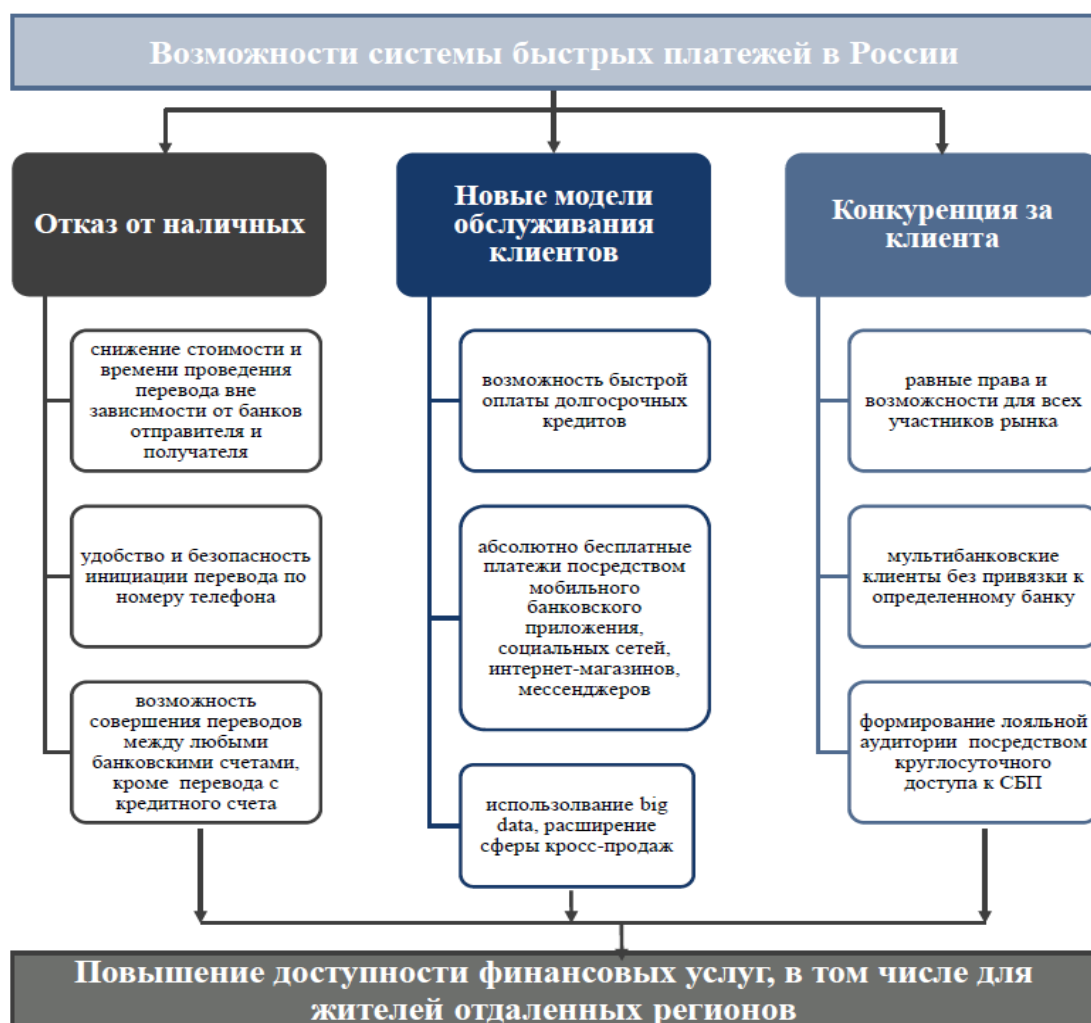 Возможности системы быстрых платежей в России
Отказ от наличных
снижение стоимости и
времени проведения
перевода вне
зависимости от банков
отправителя и
получателя
удобство и безопасность
инициации перевода по
номеру телефона
возможность
совершения переводов
между любыми
банковскими счетами,
кроме перевода с
кредитного счета
Новые модели
обслуживания
клиентов
возможность быстрой
оплаты долгосрочных
кредитов
абсолютно бесплатные
платежи посредством
мобильного
банковского
приложения,
социальных сетей,
интернет-магазинов,
мессенджеров
использолвание big
data, расширение
сферы кросс-продаж
Конкуренция за
клиента
равные права и
возможсности для всех
участников рынка
мультибанковские
клиенты без привязки к
определенному банку
формирование лояльной
аудитории посредством
круглосуточного
доступа к СБП
Повышение доступности финансовых услуг, в том числе для
жителей отдаленных регионов